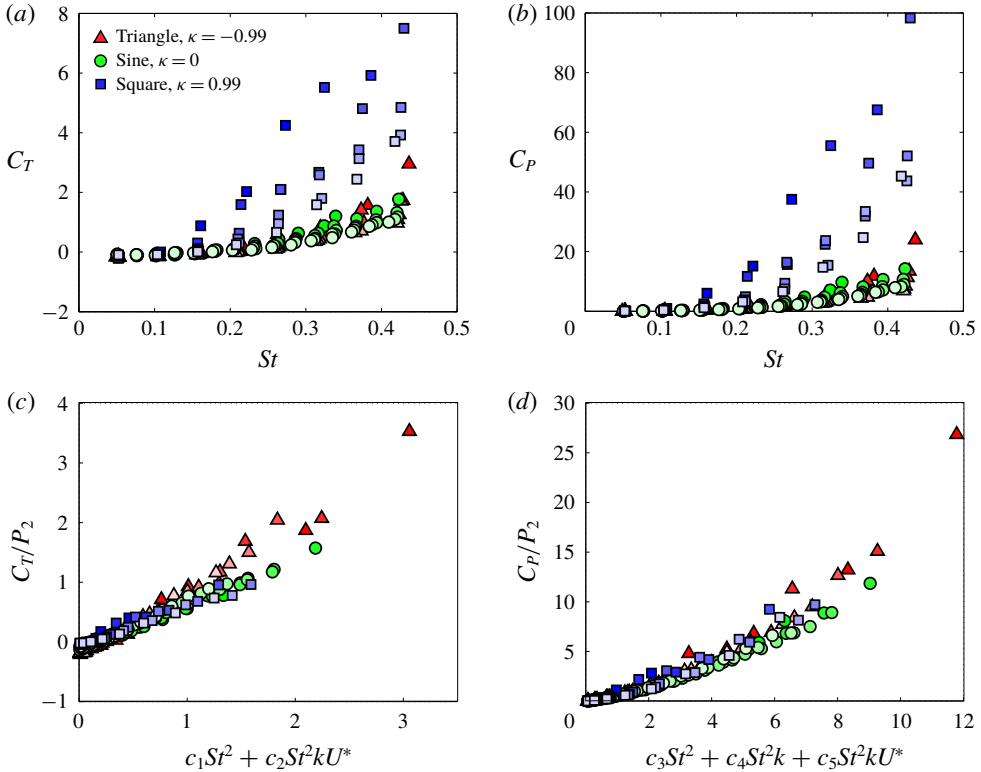 (a)
8
6
4
2
0
−2
C_T
Triangle, κ = −0.99
Sine, κ = 0
Square, κ = 0.99
0 0.1 0.2 0.3 0.4 0.5
St
(b)
100
80
60
40
20
0
C_P
0.1 0.2 0.3 0.4 0.5
St
(c)
4
3
2
1
0
−1
C_T/P_2
0 1 2 3
c_1St^2 + c_2St^2kU^*
(d)
30
25
20
15
10
5
0
C_P/P_2
2 4 6 8 10 12
c_3St^2 + c_4St^2k + c_5St^2kU^*